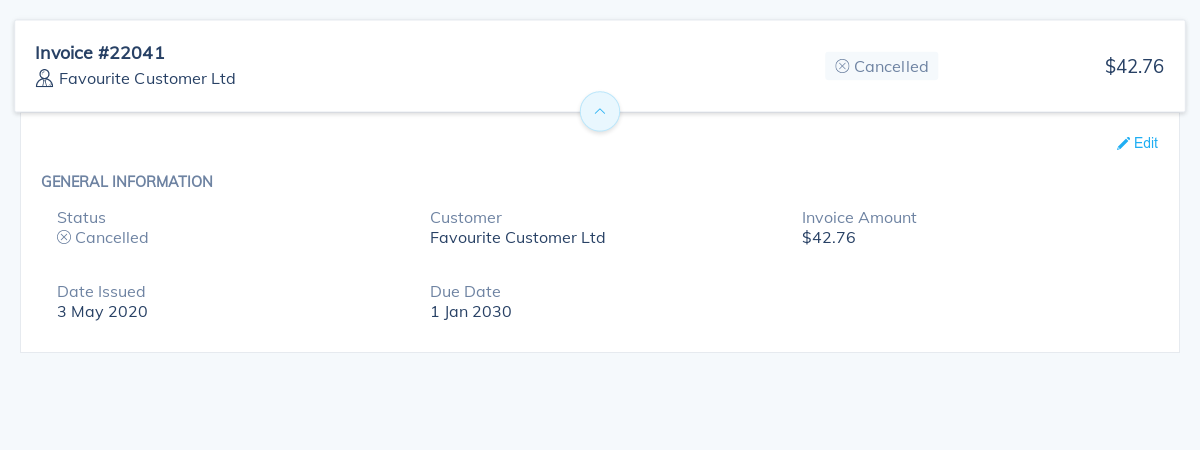 Invoice #22041
Favourite Customer Ltd
Cancelled
$42.76
Edit
GENERAL INFORMATION
Status
Cancelled
Customer
Favourite Customer Ltd
Invoice Amount
$42.76
Date Issued
3 May 2020
Due Date
1 Jan 2030